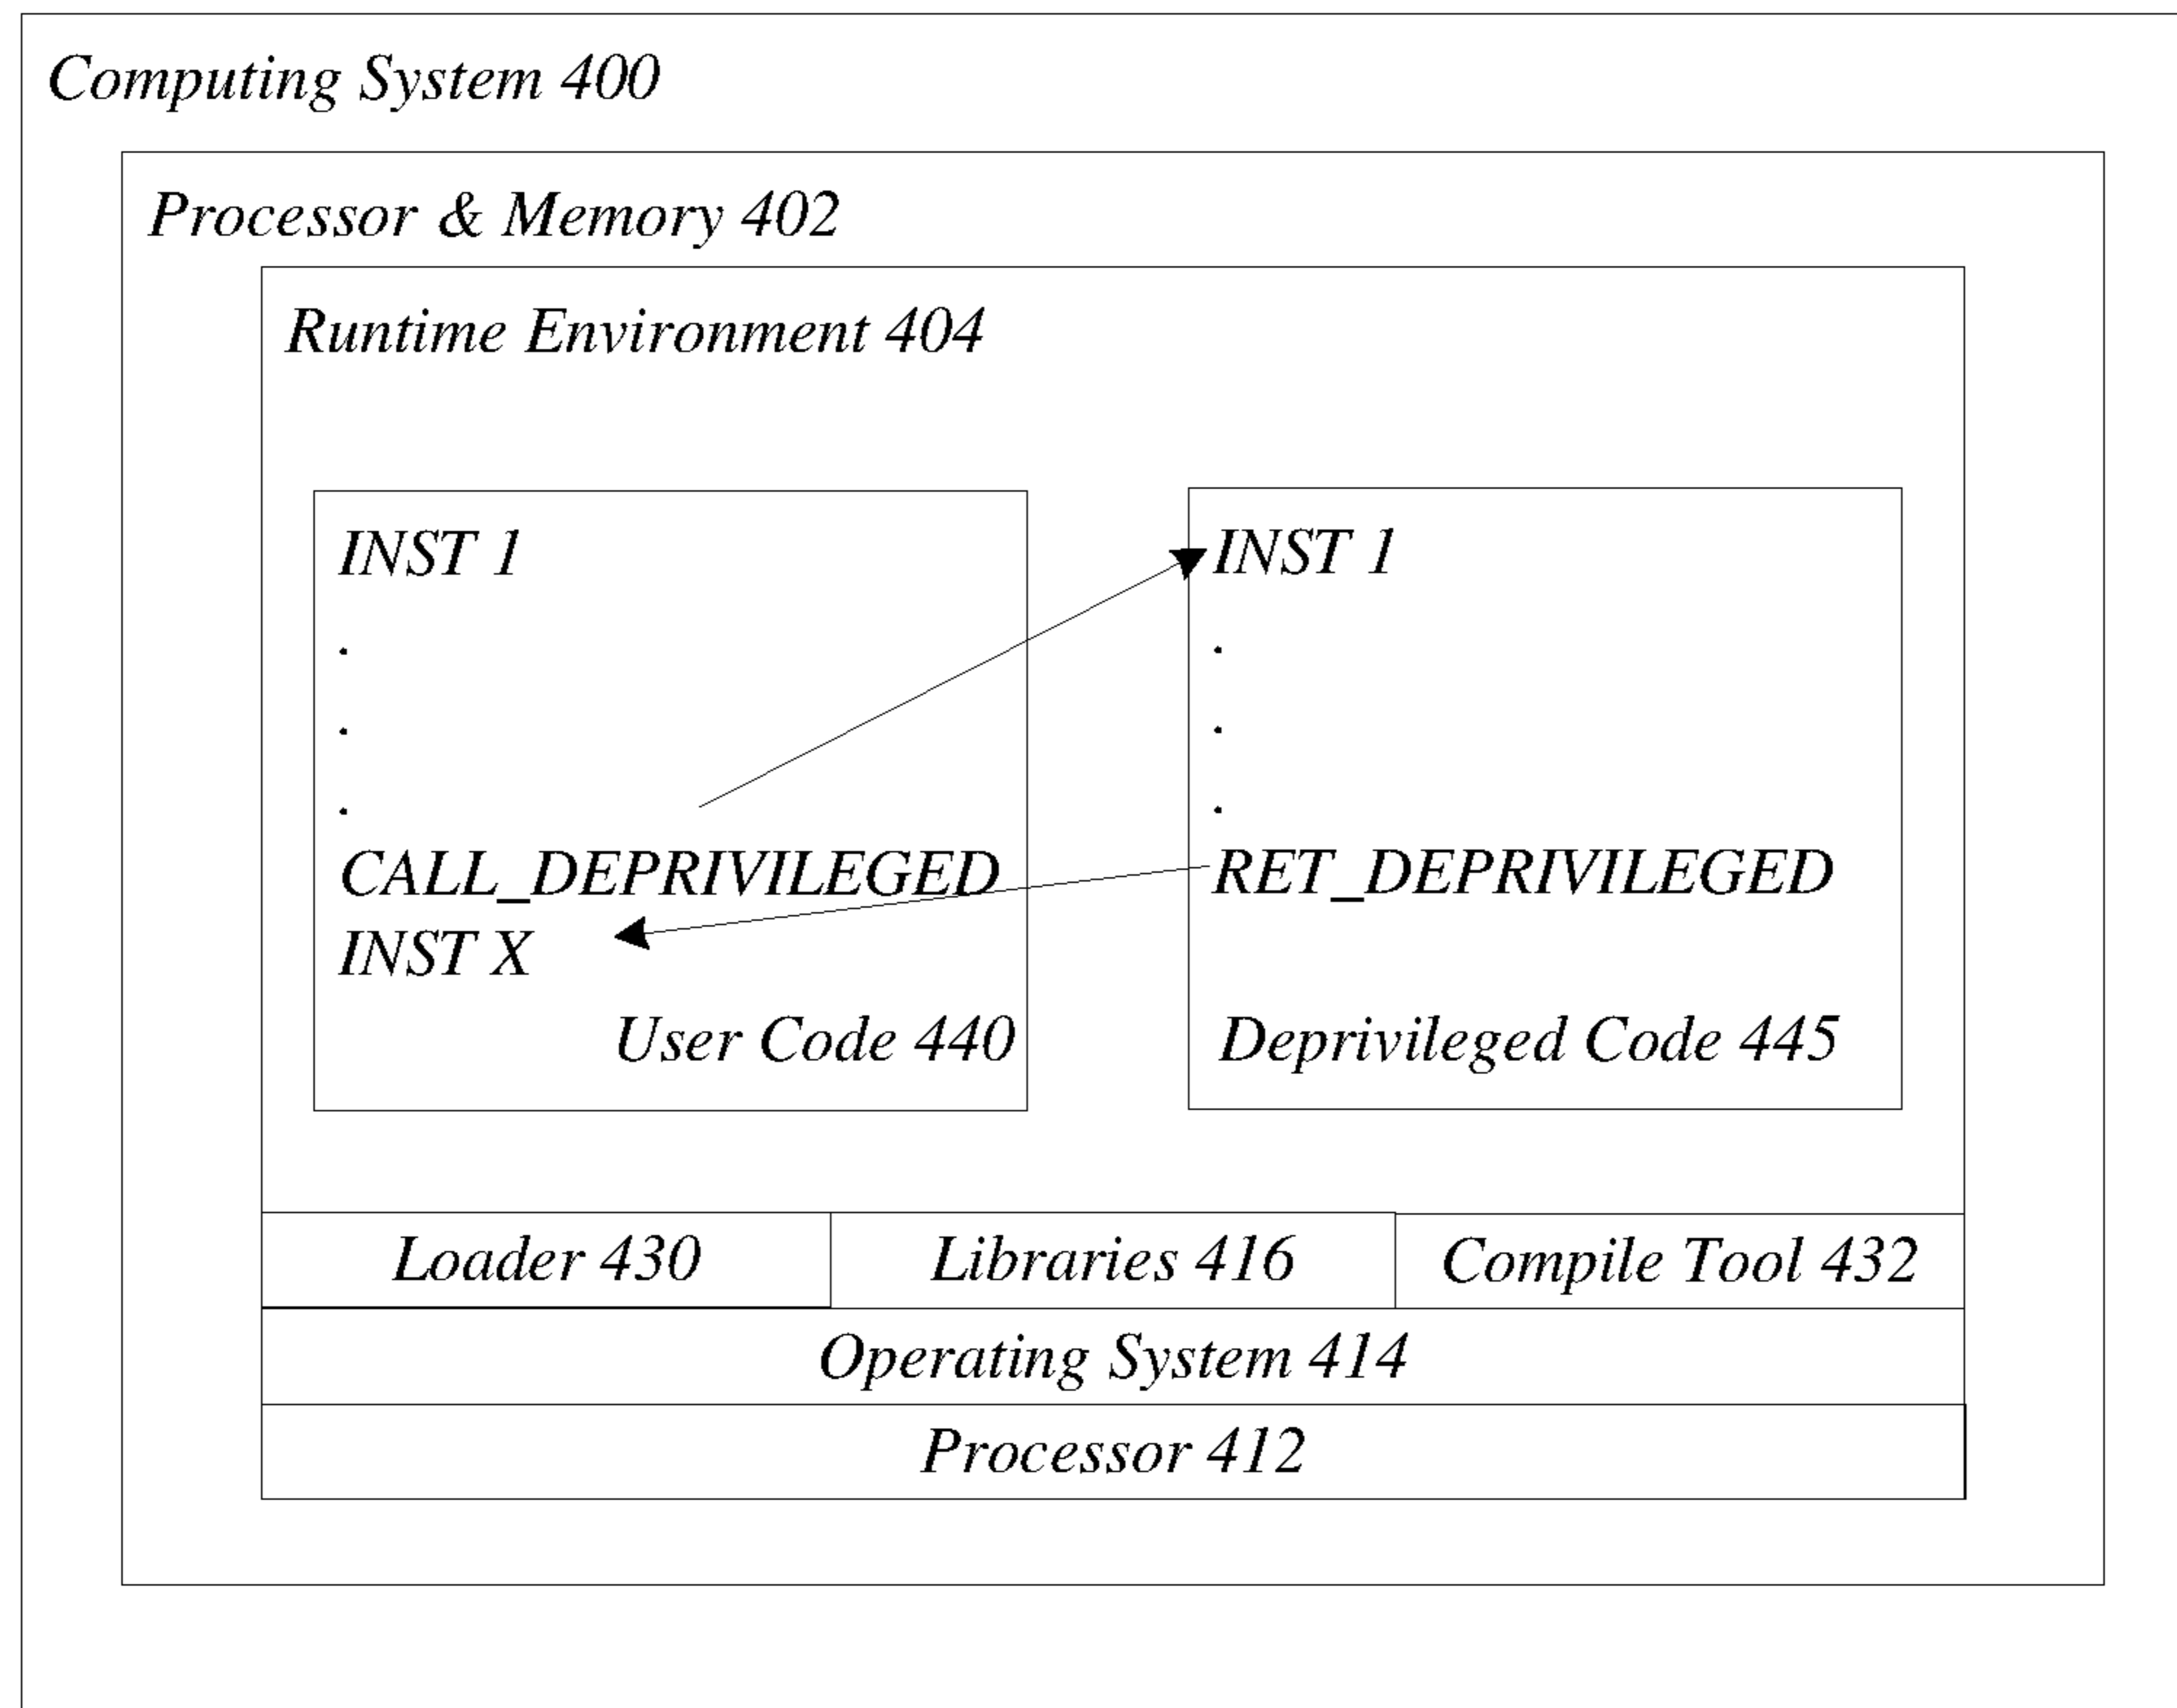 Computing System 400
Processor & Memory 402
Runtime Environment 404
INST 1
.
.
.
CALL_DEPRIVILEGED
INST X
User Code 440
INST 1
.
.
.
RET_DEPRIVILEGED
Deprivileged Code 445
Loader 430
Libraries 416
Compile Tool 432
Operating System 414
Processor 412